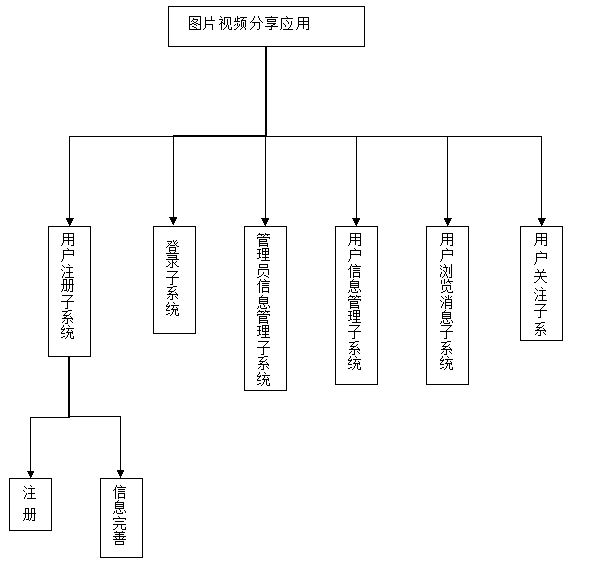 图片视频分享应用
用户注册子系统
登录子系统
管理员信息管理子系统
用户信息管理子系统
用户浏览消息子系统
用户关注子系
注册
信息完善